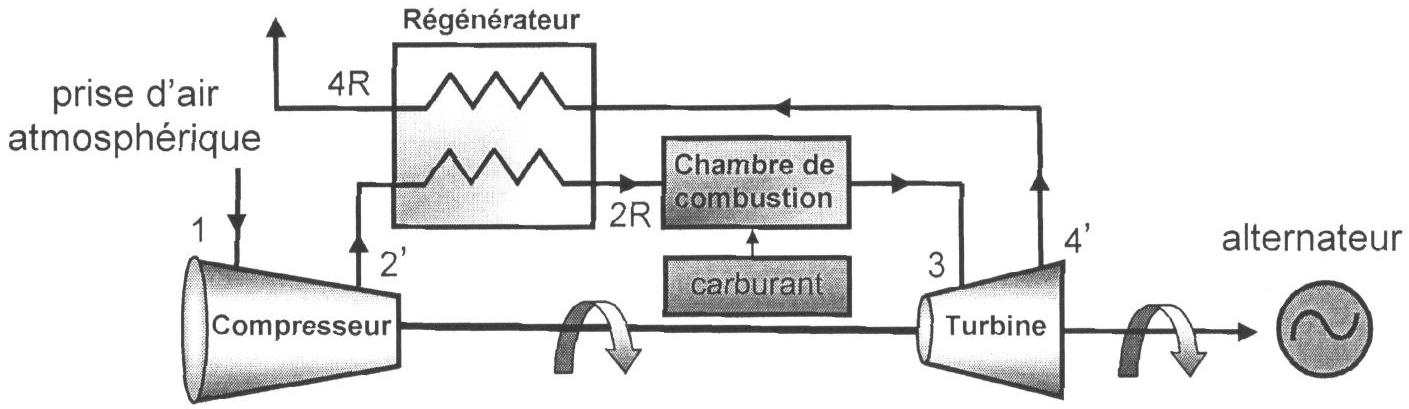 Régénérateur
4R
prise d'air
atmosphérique
Chambre de
combustion
2R
1
2'
3
4'
alternateur
carburant
Compresseur
Turbine